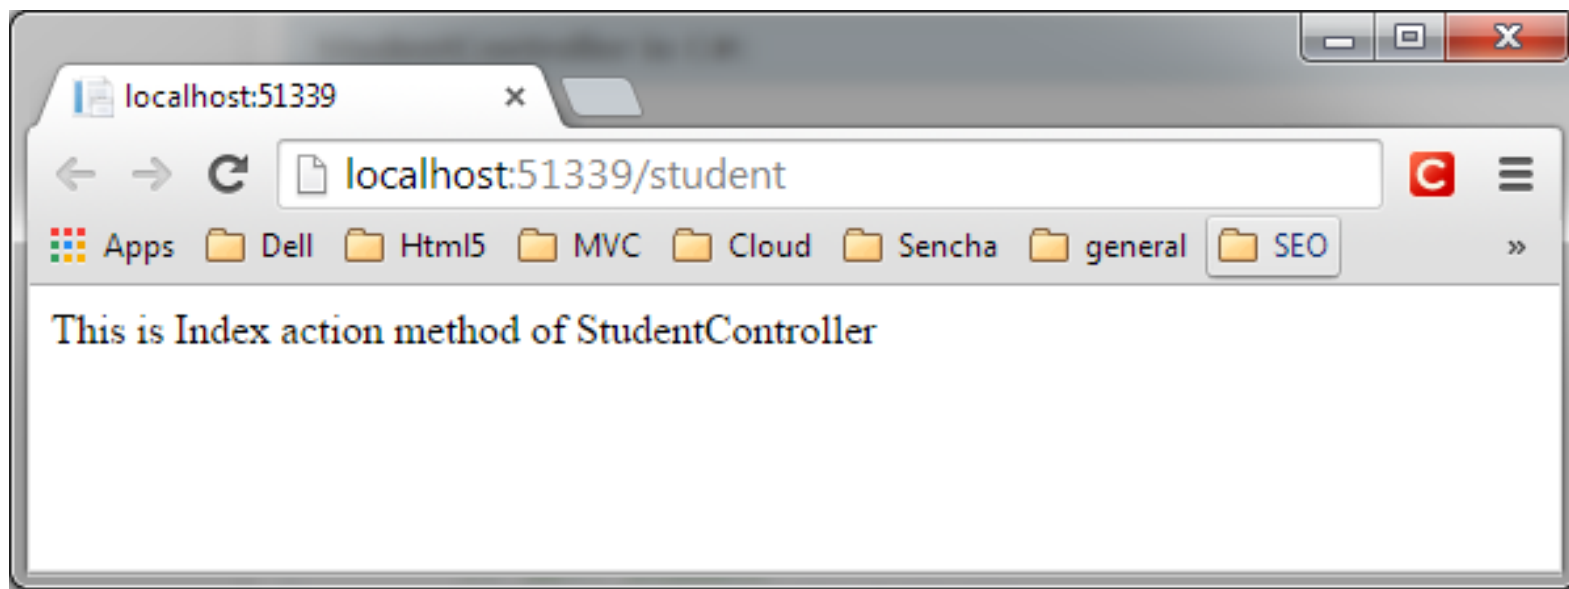 localhost:51339
localhost:51339/student
C
Apps Dell Html5 MVC Cloud Sencha general SEO »
This is Index action method of StudentController